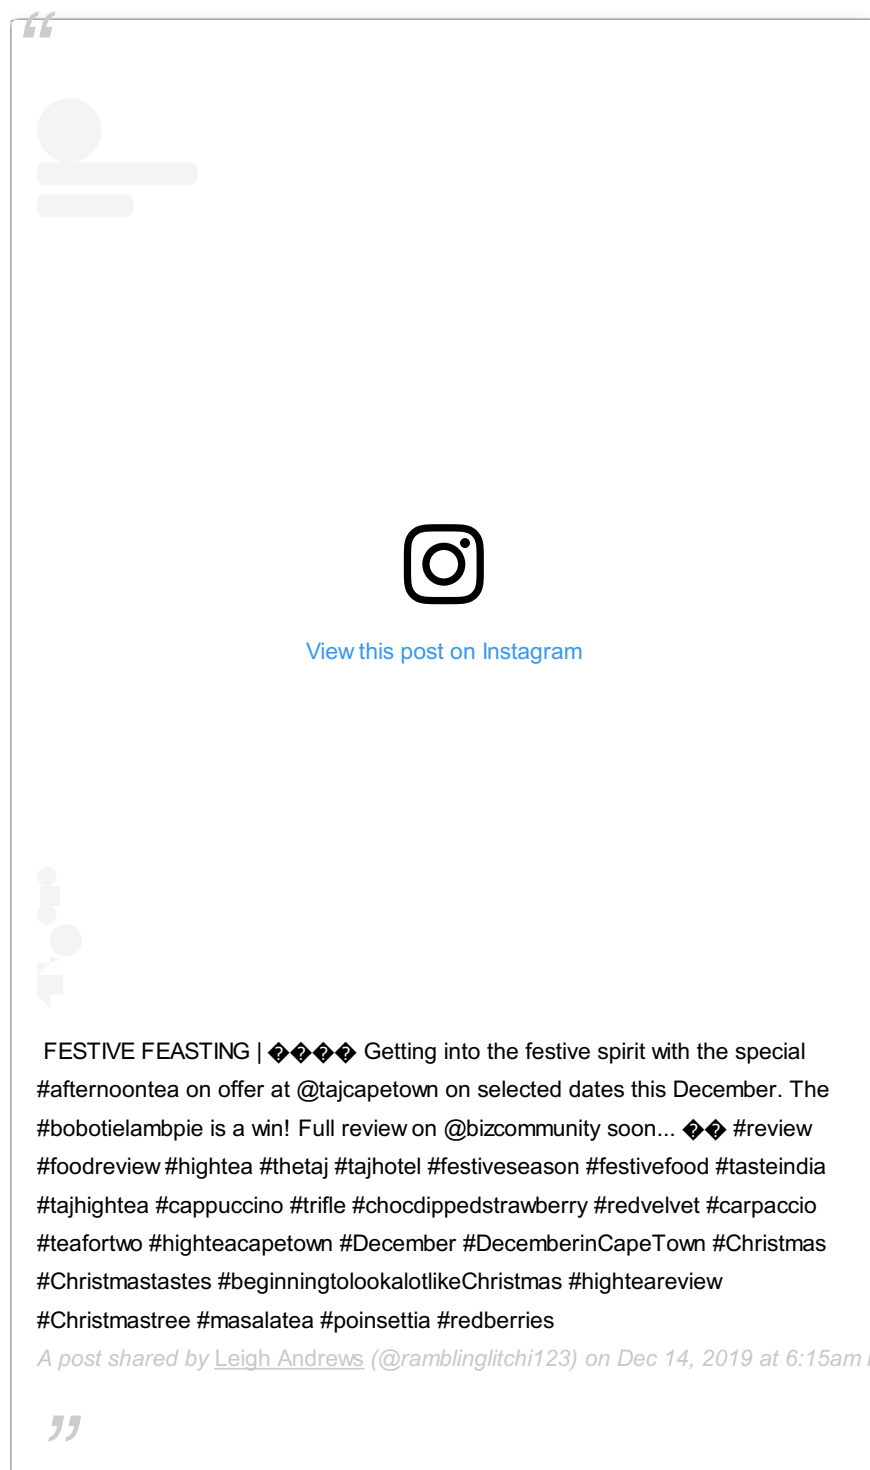 “
View this post on Instagram
FESTIVE FEASTING | ���� Getting into the festive spirit with the special
#afternoontea on offer at @tajcapetown on selected dates this December. The
#bobotielambpie is a win! Full review on @bizcommunity soon... �� #review
#foodreview #hightea #thetaj #tajhotel #festiveseason #festivefood #tasteindia
#tajhightea #cappuccino #trifle #chocdippedstrawberry #redvelvet #carpaccio
#teafortwo #highteacapetown #December #DecemberinCapeTown #Christmas
#Christmastastes #beginningtolookalotlikeChristmas #highteareview
#Christmastree #masalatea #poinsettia #redberries
A post shared by Leigh Andrews (@ramblinglitchi123) on Dec 14, 2019 at 6:15am
”